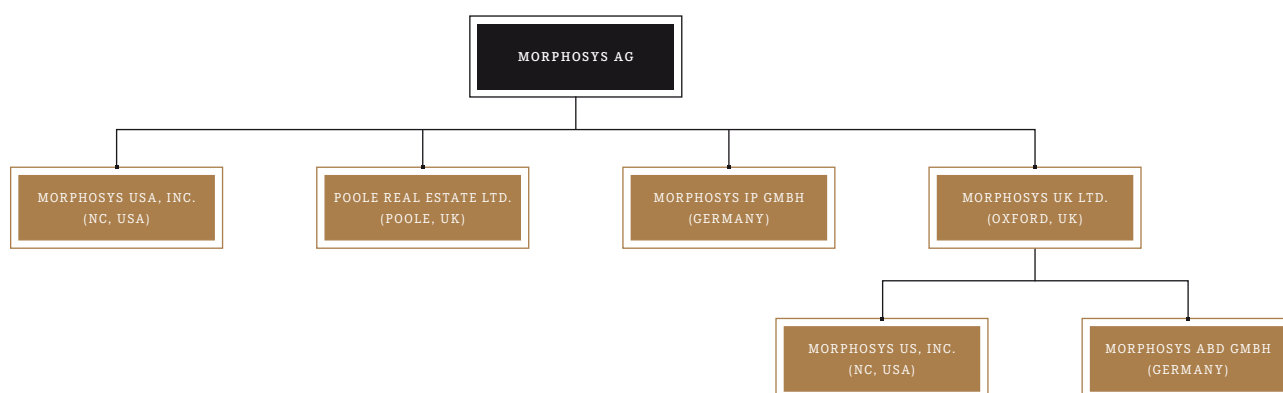 MORPHOSYS AG
MORPHOSYS USA, INC.
(NC, USA)
POOLE REAL ESTATE LTD.
(POOLE, UK)
MORPHOSYS IP GMBH
(GERMANY)
MORPHOSYS UK LTD.
(OXFORD, UK)
MORPHOSYS US, INC.
(NC, USA)
MORPHOSYS ABD GMBH
(GERMANY)